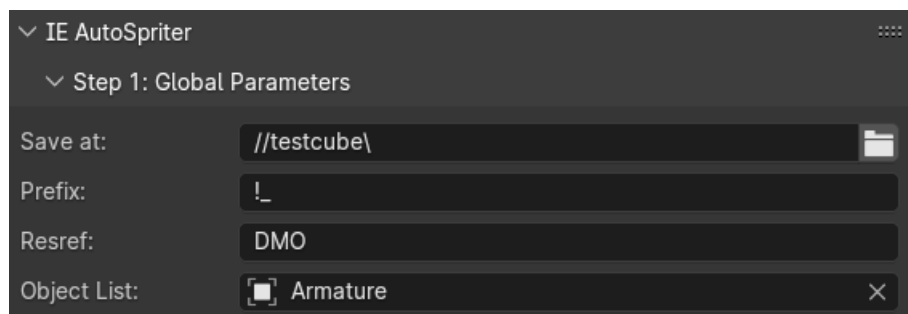 IE AutoSpriter
Step 1: Global Parameters
Save at: //testcube\
Prefix: !_
Resref: DMO
Object List: Armature